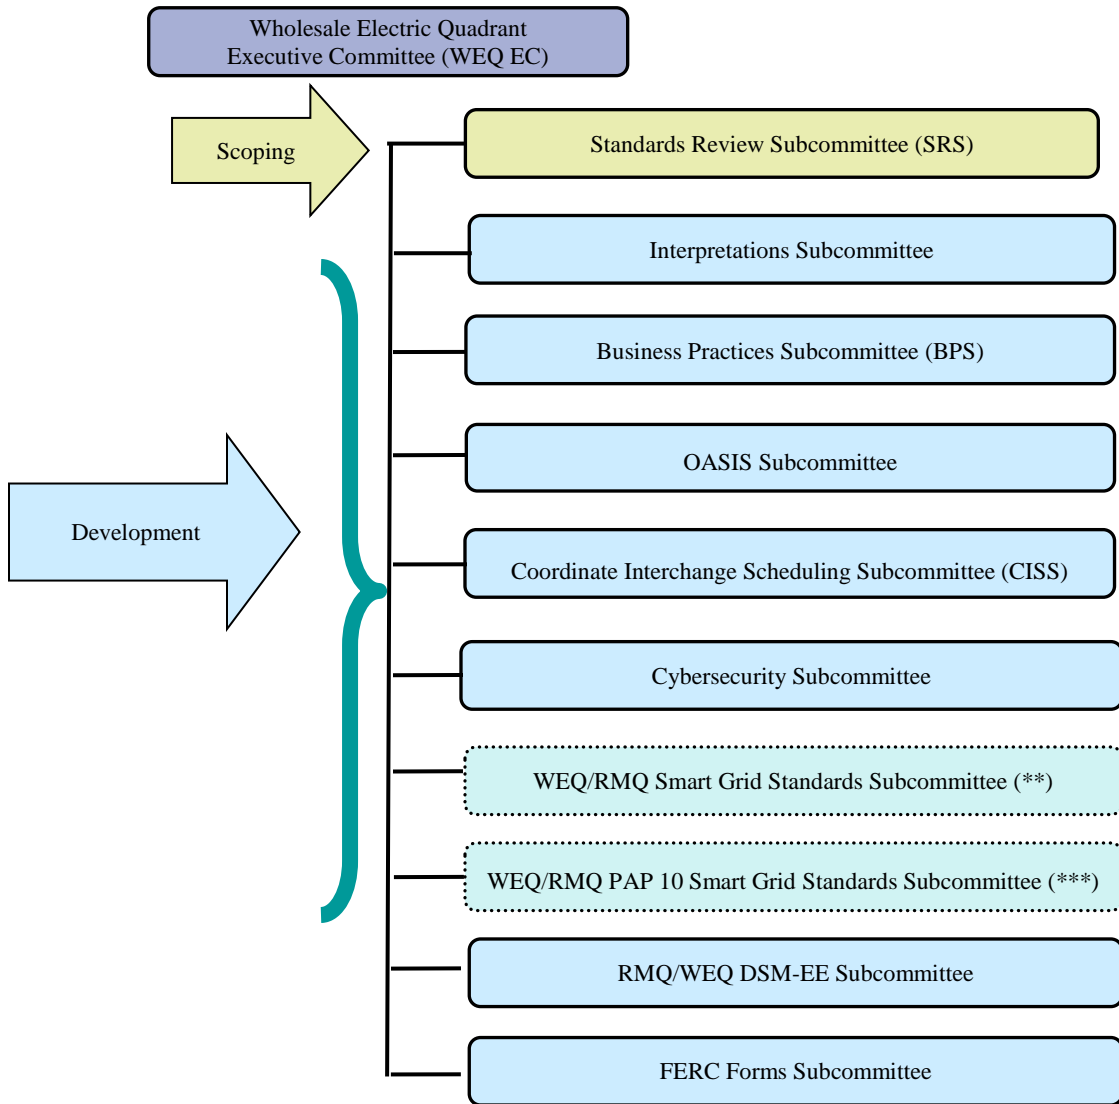 Wholesale Electric Quadrant
Executive Committee (WEQ EC)
Scoping
Standards Review Subcommittee (SRS)
Interpretations Subcommittee
Business Practices Subcommittee (BPS)
OASIS Subcommittee
Development
Coordinate Interchange Scheduling Subcommittee (CISS)
Cybersecurity Subcommittee
WEQ/RMQ Smart Grid Standards Subcommittee (**)
WEQ/RMQ PAP 10 Smart Grid Standards Subcommittee (***)
RMQ/WEQ DSM-EE Subcommittee
FERC Forms Subcommittee